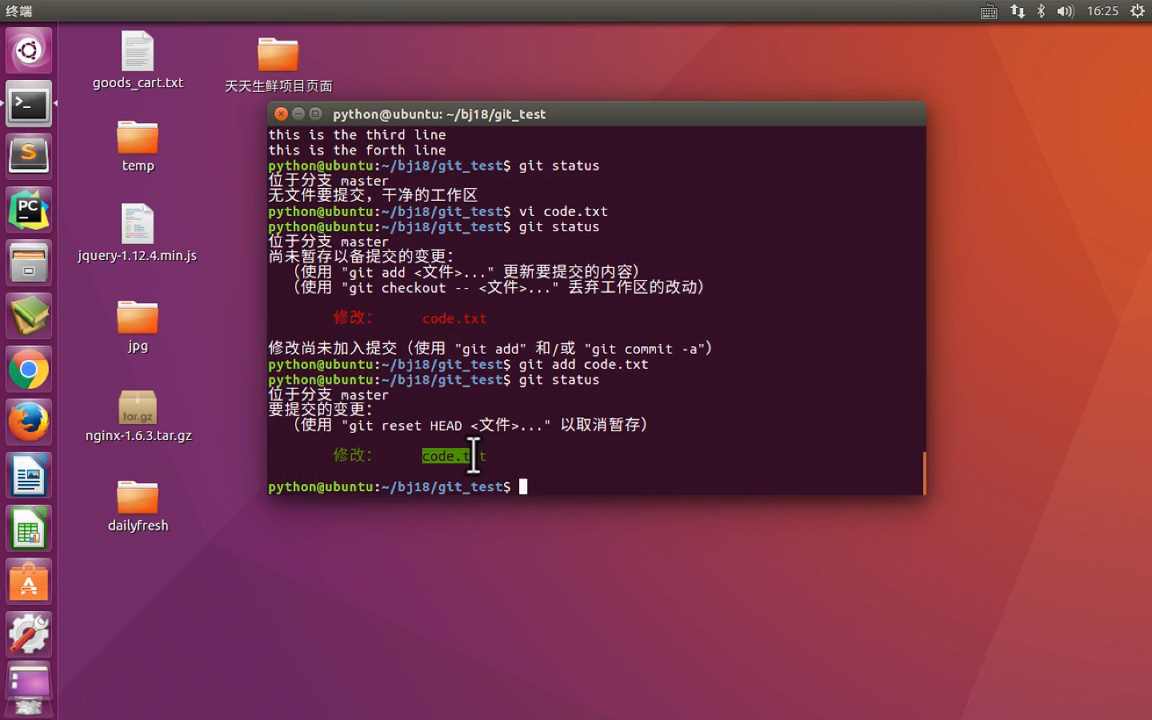 终端
16:25
goods_cart.txt
天天生鲜项目页面
temp
jquery-1.12.4.min.js
jpg
tar.gz
nginx-1.6.3.tar.gz
dailyfresh
python@ubuntu: ~/bj18/git_test
this is the third line
this is the forth line
python@ubuntu:~/bj18/git_test$ git status
位于分支 master
无文件要提交，干净的工作区
python@ubuntu:~/bj18/git_test$ vi code.txt
python@ubuntu:~/bj18/git_test$ git status
位于分支 master
尚未暂存以备提交的变更：
（使用 "git add <文件>..." 更新要提交的内容）
（使用 "git checkout -- <文件>..." 丢弃工作区的改动）
修改： code.txt
修改尚未加入提交（使用 "git add" 和/或 "git commit -a"）
python@ubuntu:~/bj18/git_test$ git add code.txt
python@ubuntu:~/bj18/git_test$ git status
位于分支 master
要提交的变更：
（使用 "git reset HEAD <文件>..." 以取消暂存）
修改： code.txt
python@ubuntu:~/bj18/git_test$